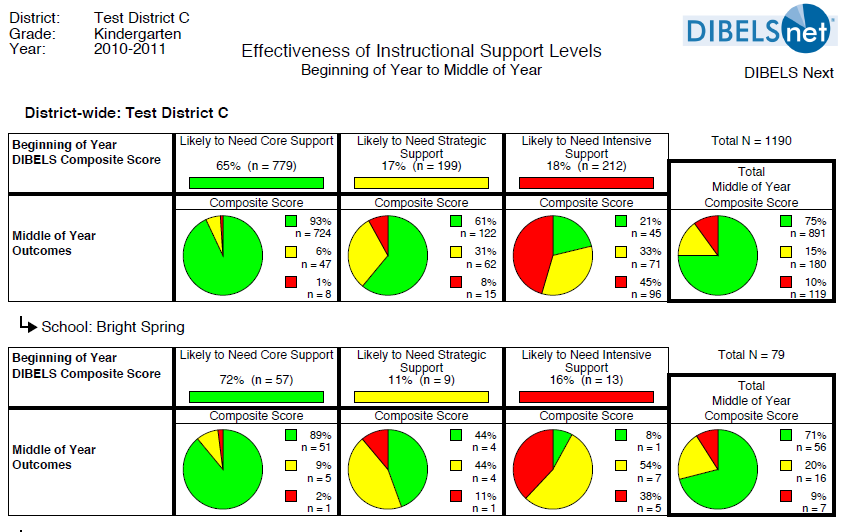 District: Test District C
Grade: Kindergarten
Year: 2010-2011
DIBELSnet
Effectiveness of Instructional Support Levels
Beginning of Year to Middle of Year
DIBELS Next
District-wide: Test District C
Beginning of Year
DIBELS Composite Score
Likely to Need Core Support
65% (n = 779)
Likely to Need Strategic
Support
17% (n = 199)
Likely to Need Intensive
Support
18% (n = 212)
Total N = 1190
Total
Middle of Year
Composite Score
Middle of Year
Outcomes
Composite Score
93%
n = 724
6%
n = 47
1%
n = 8
Composite Score
61%
n = 122
31%
n = 62
8%
n = 15
Composite Score
21%
n = 45
33%
n = 71
45%
n = 96
75%
n = 891
15%
n = 180
10%
n = 119
School: Bright Spring
Beginning of Year
DIBELS Composite Score
Likely to Need Core Support
72% (n = 57)
Likely to Need Strategic
Support
11% (n = 9)
Likely to Need Intensive
Support
16% (n = 13)
Total N = 79
Total
Middle of Year
Composite Score
Middle of Year
Outcomes
Composite Score
89%
n = 51
9%
n = 5
2%
n = 1
Composite Score
44%
n = 4
44%
n = 4
11%
n = 1
Composite Score
8%
n = 1
54%
n = 7
38%
n = 5
71%
n = 56
20%
n = 16
9%
n = 7